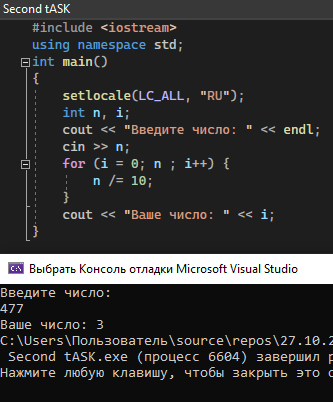 Second tASK
#include <iostream>
using namespace std;
int main()
{
setlocale(LC_ALL, "RU");
int n, i;
cout << "Введите число: " << endl;
cin >> n;
for (i = 0; n ; i++) {
n /= 10;
}
cout << "Ваше число: " << i;
}
C:\ Выбрать Консоль отладки Microsoft Visual Studio
Введите число:
477
Ваше число: 3
C:\Users\Пользователь\source\repos\27.10.2
Second tASK.exe (процесс 6604) завершил
Нажмите любую клавишу, чтобы закрыть это